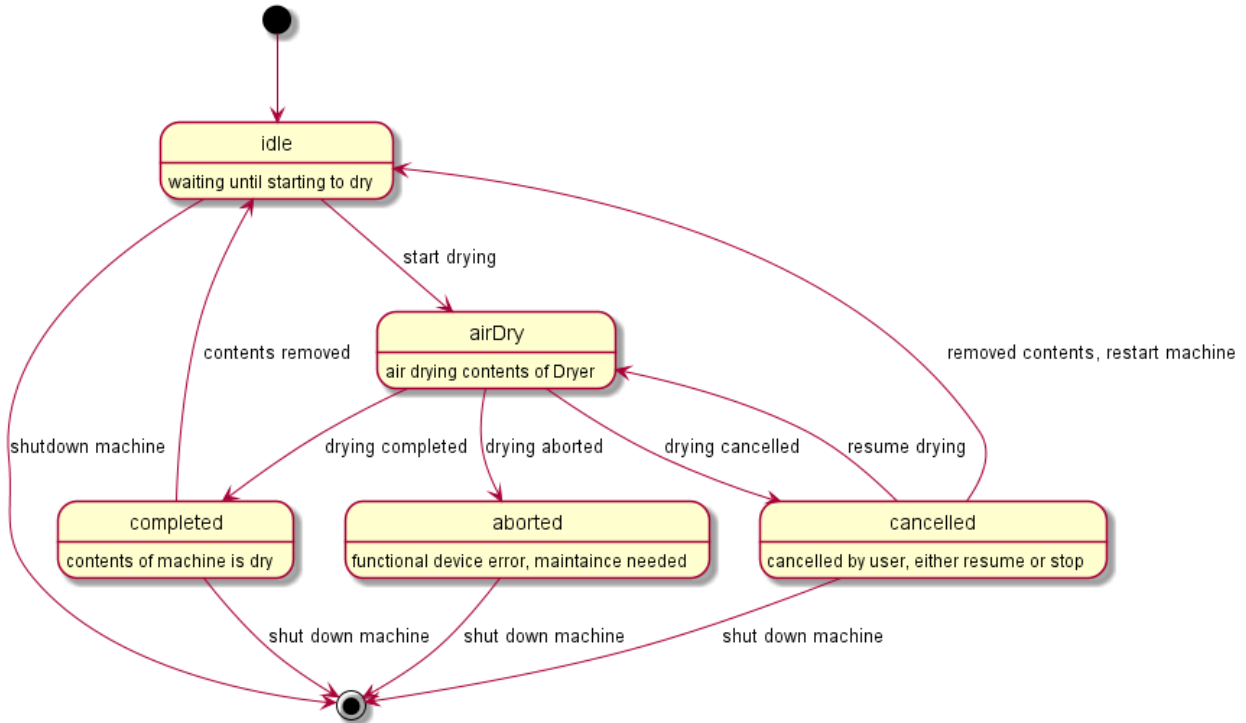 idle
waiting until starting to dry
start drying
airDry
air drying contents of Dryer
contents removed
removed contents, restart machine
shutdown machine
drying completed
drying aborted
drying cancelled
resume drying
completed
contents of machine is dry
aborted
functional device error, maintaince needed
cancelled
cancelled by user, either resume or stop
shut down machine
shut down machine
shut down machine